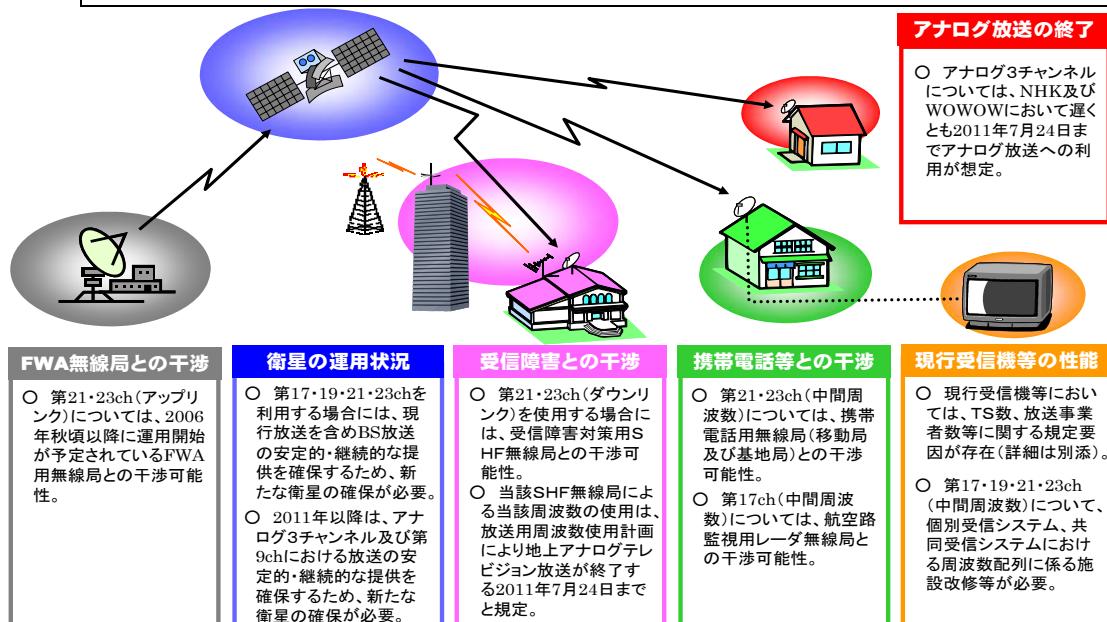 アナログ放送の終了
○ アナログ3チャンネル
については、NHK及び
WOWOWにおいて遅く
とも2011年7月24日ま
でアナログ放送への利
用が想定。
FWA無線局との干渉
○ 第21・23ch(アップリ
ンク)については、2006
年秋頃以降に運用開始
が予定されているFWA
用無線局との干渉可能
性。
衛星の運用状況
○ 第17・19・21・23chを
利用する場合には、現
行放送を含めBS放送
の安定的・継続的な提
供を確保するため、新
たな衛星の確保が必要。
○ 2011年以降は、アナ
ログ3チャンネル及び第
9chにおける放送の安
定的・継続的な提供を
確保するため、新たな
衛星の確保が必要。
受信障害との干渉
○ 第21・23ch(ダウンリ
ンク)を使用する場合に
は、受信障害対策用S
HF無線局との干渉可
能性。
○ 当該SHF無線局によ
る当該周波数の使用は、
放送用周波数使用計画
により地上アナログテレ
ビジョン放送が終了す
る2011年7月24日まで
と規定。
携帯電話等との干渉
○ 第21・23ch(中間周
波数)については、携帯
電話用無線局(移動局
及び基地局)との干渉
可能性。
○ 第17ch(中間周波
数)については、航空路
監視用レーダ無線局と
の干渉可能性。
現行受信機等の性能
○ 現行受信機等におい
ては、TS数、放送事業
者数等に関する規定要
因が存在(詳細は別添)。
○ 第17・19・21・23ch
(中間周波数)について、
個別受信システム、共
同受信システムにおけ
る周波数配列に係る施
設改修等が必要。